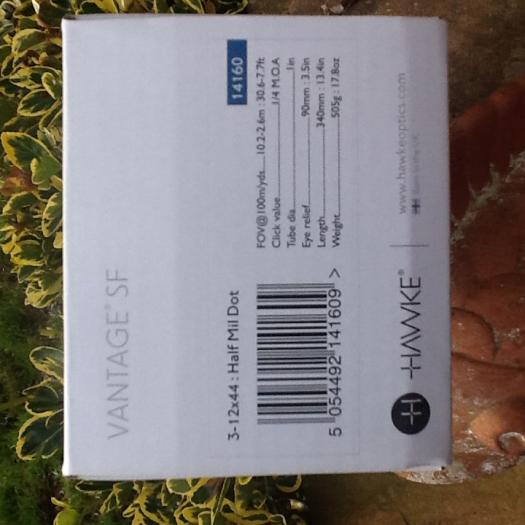 VANTAGE® SF
3-12x44 : Half Mil Dot
14160
FOV@100m/yds.....10.2-2.6m : 30.6-7.7ft
Click value..............................1/4 M.O.A
Tube dia.......................................1in
Eye relief.........................90mm : 3.5in
Length..........................340mm : 13.4in
Weight............................505g : 17.8oz
5 054492 141609 >
HAWKE®
www.hawkeoptics.com